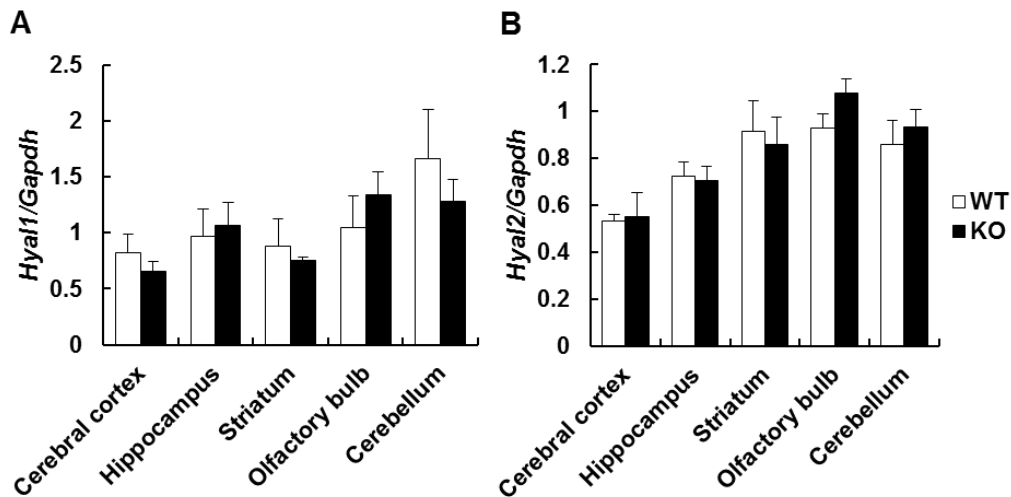 A
Hyal1/Gapdh
2.5
2
1.5
1
0.5
0
Cerebral cortex
Hippocampus
Striatum
Olfactory bulb
Cerebellum
B
Hyal2/Gapdh
1.2
1
0.8
0.6
0.4
0.2
0
Cerebral cortex
Hippocampus
Striatum
Olfactory bulb
Cerebellum
WT
KO